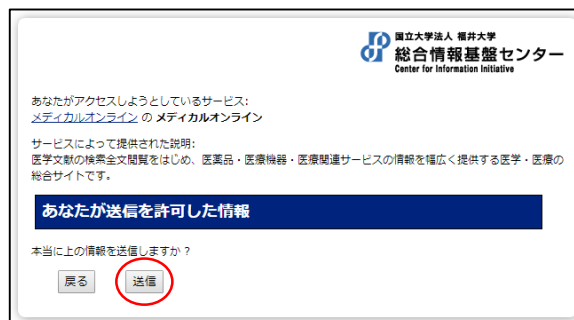 国立大学法人 福井大学
総合情報基盤センター
Center for Information Initiative
あなたがアクセスしようとしているサービス:
メディカルオンライン の メディカルオンライン
サービスによって提供された説明:
医学文献の検索全文閲覧をはじめ、医薬品・医療機器・医療関連サービスの情報を幅広く提供する医学・医療の
総合サイトです。
あなたが送信を許可した情報
本当に上の情報を送信しますか ?
戻る 送信